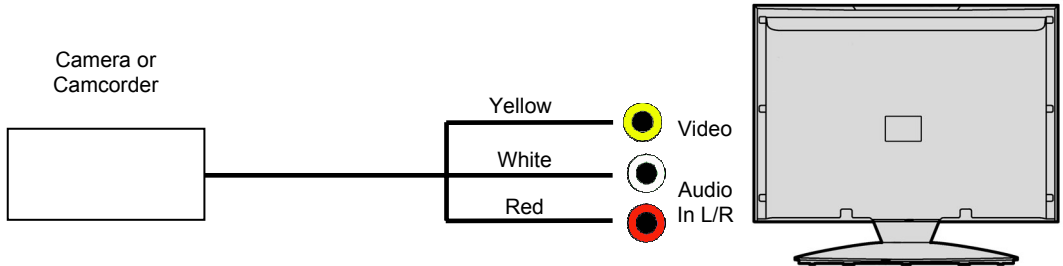 Camera or
Camcorder
Yellow
Video
White
Audio
In L/R
Red